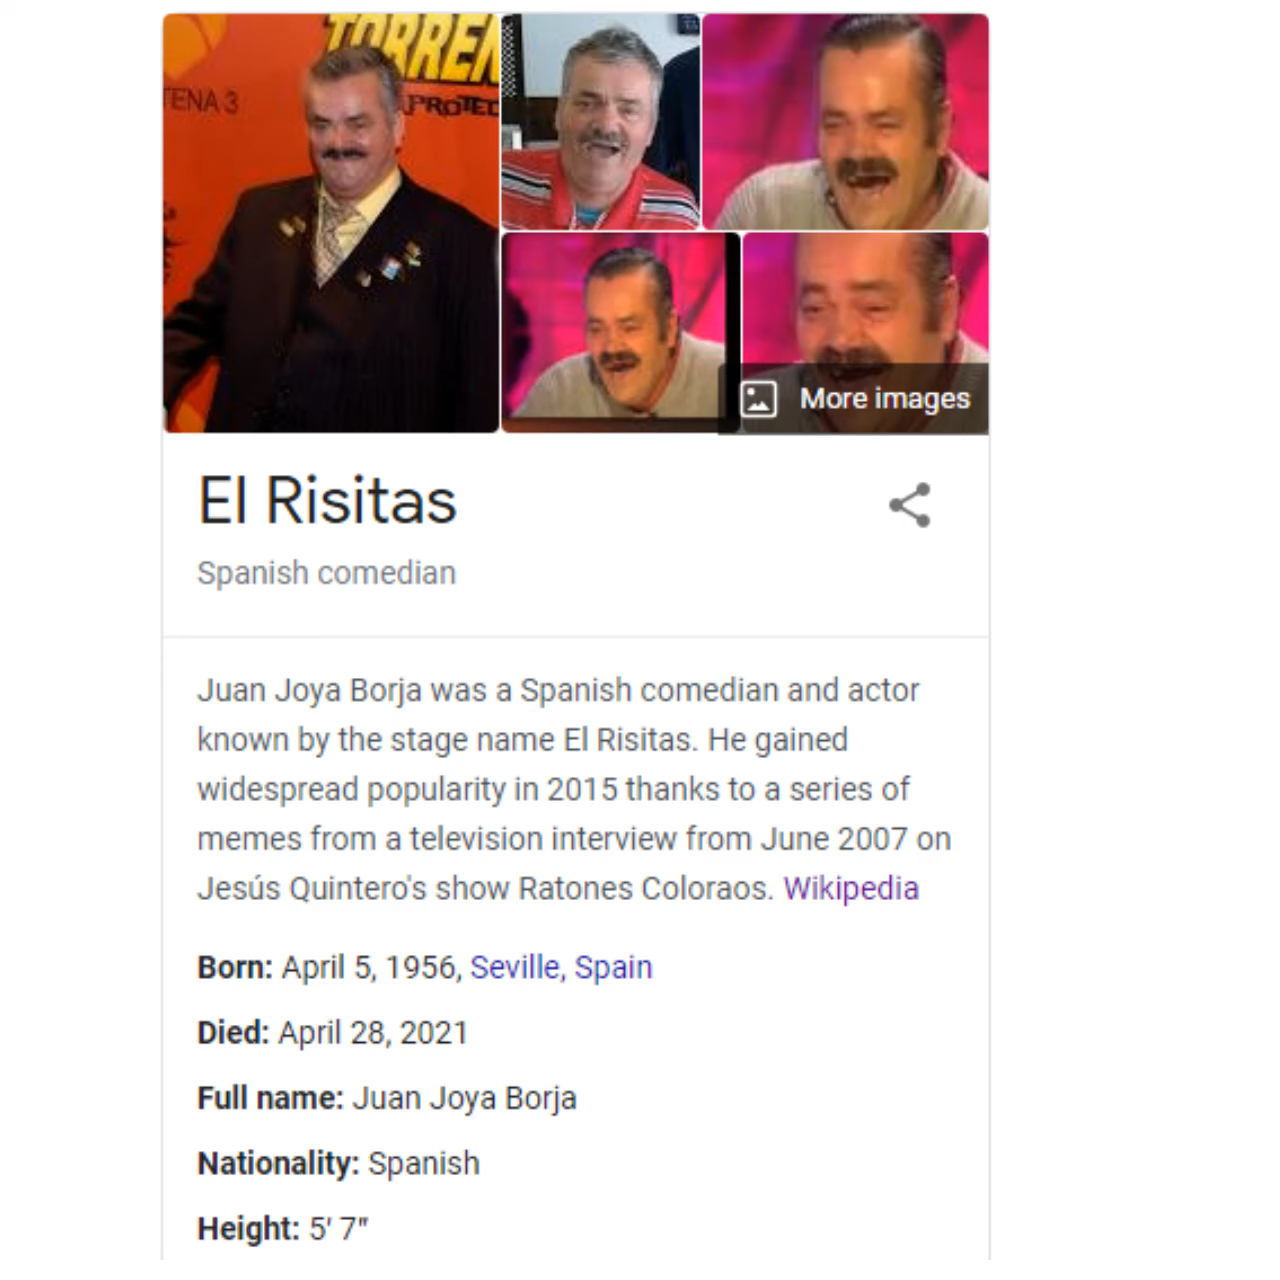 TORREN
TENA 3
PROTEC
More images
El Risitas
Spanish comedian
Juan Joya Borja was a Spanish comedian and actor
known by the stage name El Risitas. He gained
widespread popularity in 2015 thanks to a series of
memes from a television interview from June 2007 on
Jesús Quintero's show Ratones Coloraos. Wikipedia
Born: April 5, 1956, Seville, Spain
Died: April 28, 2021
Full name: Juan Joya Borja
Nationality: Spanish
Height: 5′ 7″